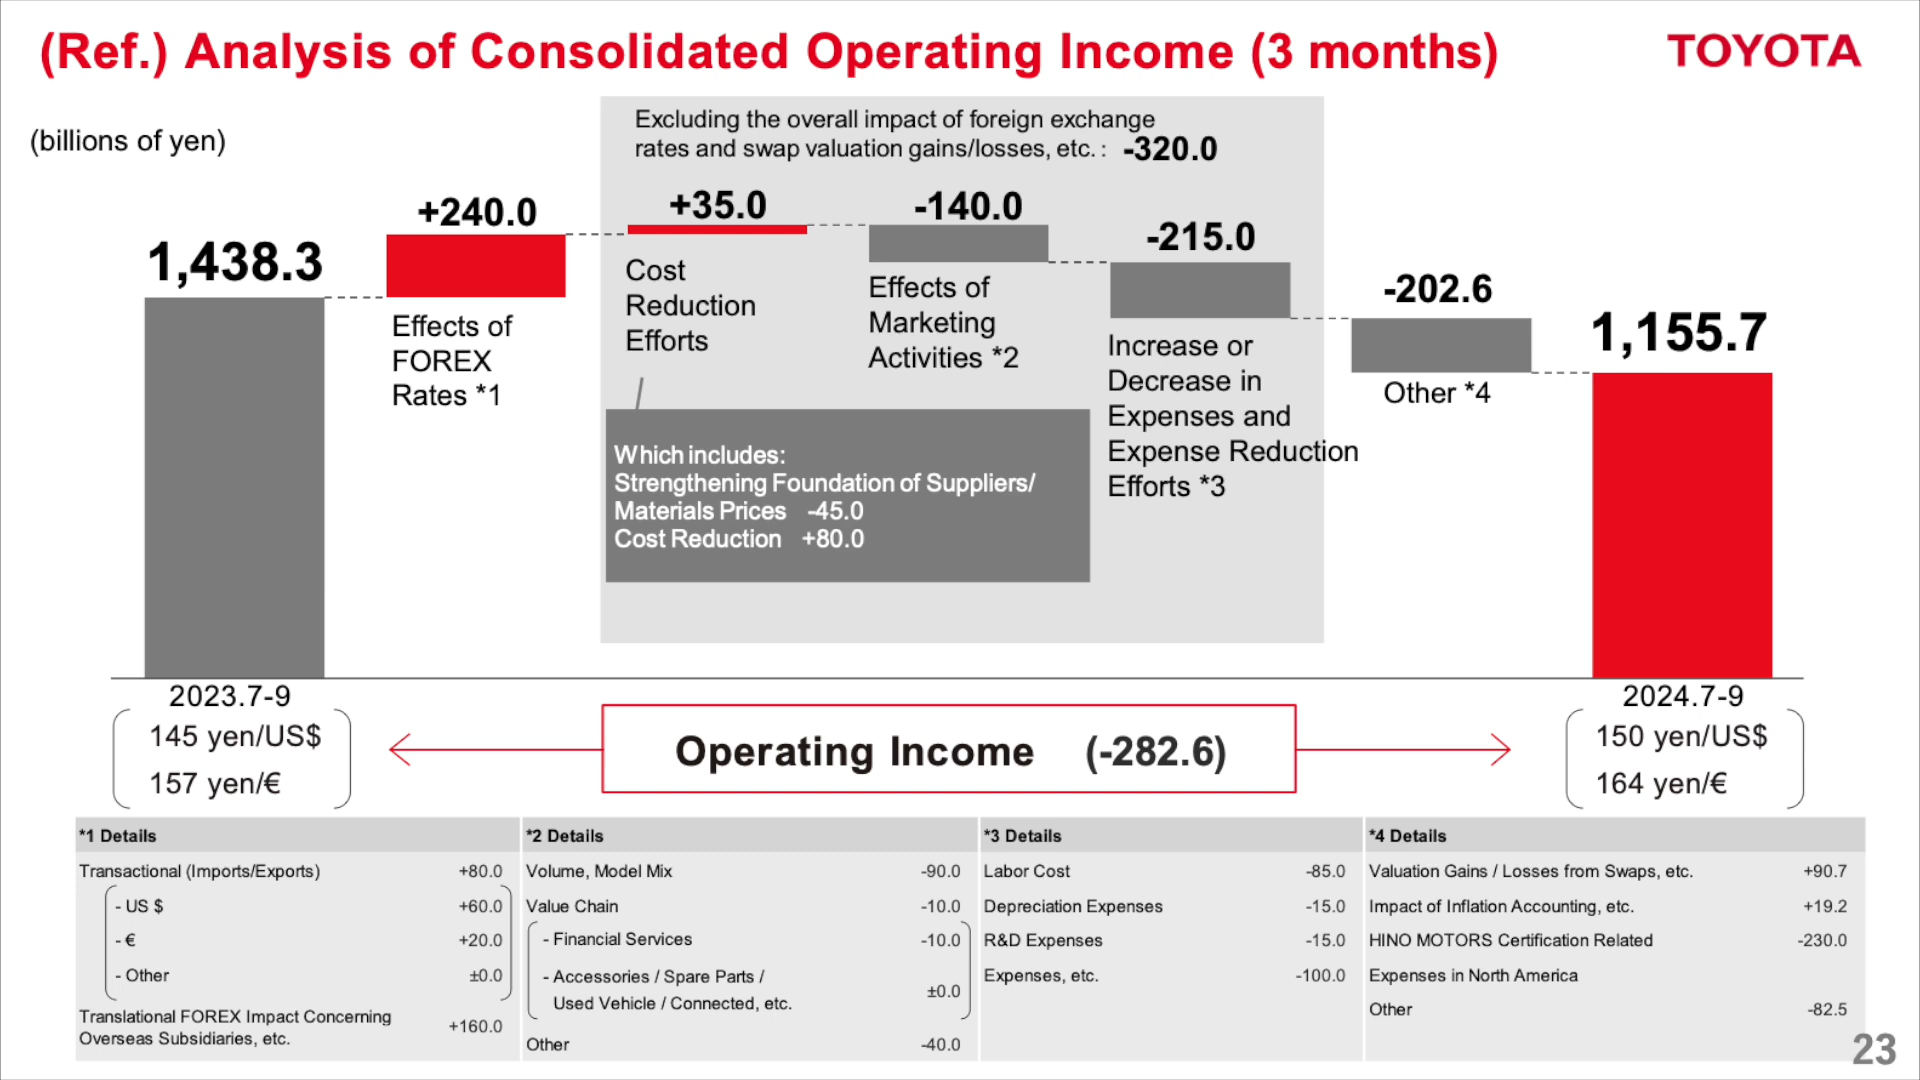 (Ref.) Analysis of Consolidated Operating Income (3 months)
TOYOTA
(billions of yen)
Excluding the overall impact of foreign exchange
rates and swap valuation gains/losses, etc. : -320.0
1,438.3
+240.0
Effects of
FOREX
Rates *1
+35.0
Cost
Reduction
Efforts
Which includes:
Strengthening Foundation of Suppliers/
Materials Prices -45.0
Cost Reduction +80.0
-140.0
Effects of
Marketing
Activities *2
-215.0
Increase or
Decrease in
Expenses and
Expense Reduction
Efforts *3
-202.6
Other *4
1,155.7
2023.7-9
145 yen/US$
157 yen/€
Operating Income (-282.6)
2024.7-9
150 yen/US$
164 yen/€
*1 Details
Transactional (Imports/Exports) +80.0
- US $ +60.0
- € +20.0
- Other ±0.0
Translational FOREX Impact Concerning
Overseas Subsidiaries, etc. +160.0
*2 Details
Volume, Model Mix -90.0
Value Chain -10.0
- Financial Services -10.0
- Accessories / Spare Parts /
Used Vehicle / Connected, etc. ±0.0
Other -40.0
*3 Details
Labor Cost -85.0
Depreciation Expenses -15.0
R&D Expenses -15.0
Expenses, etc. -100.0
*4 Details
Valuation Gains / Losses from Swaps, etc. +90.7
Impact of Inflation Accounting, etc. +19.2
HINO MOTORS Certification Related -230.0
Expenses in North America
Other -82.5
23